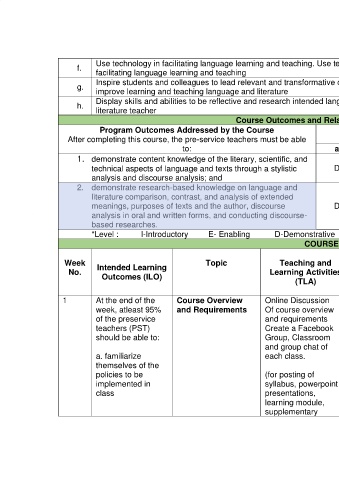 f. Use technology in facilitating language learning and teaching. Use
facilitating language learning and teaching
g. Inspire students and colleagues to lead relevant and transformative
improve learning and teaching language and literature
h. Display skills and abilities to be reflective and research intended
literature teacher
Course Outcomes and
Program Outcomes Addressed by the Course
After completing this course, the pre-service teachers must be able
to:
1. demonstrate content knowledge of the literary, scientific, and
technical aspects of language and texts through a stylistic
analysis and discourse analysis; and
2. demonstrate research-based knowledge on language and
literature comparison, contrast, and analysis of extended
meanings, purposes of texts and the author, discourse
analysis in oral and written forms, and conducting discourse-
based researches.
D
D
*Level : I-Introductory E- Enabling D-Demonstrative
COURSE
Week
No.
Intended Learning
Outcomes (ILO)
Topic
Teaching and
Learning Activities
(TLA)
1
At the end of the
week, atleast 95%
of the preservice
teachers (PST)
should be able to:
a. familiarize
themselves of the
policies to be
implemented in
class
Course Overview
and Requirements
Online Discussion
Of course overview
and requirements
Create a Facebook
Group, Classroom
and group chat of
each class.
(for posting of
syllabus, powerpoint
presentations,
learning module,
supplementary